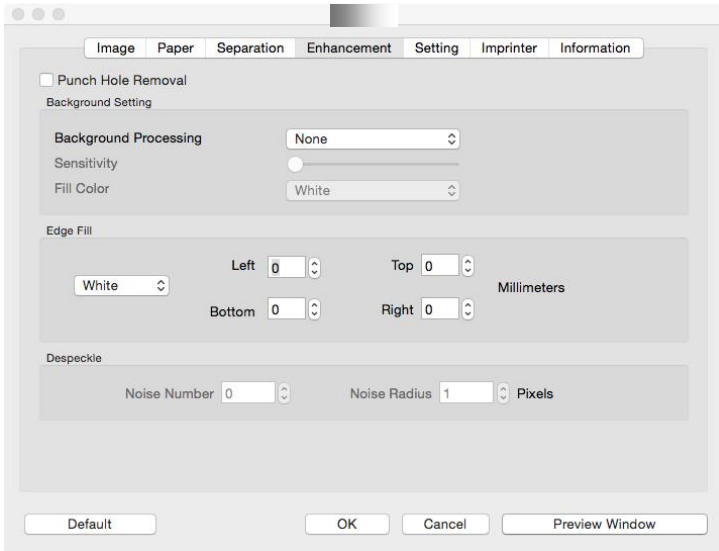 Image Paper Separation Enhancement Setting Imprinter Information
Punch Hole Removal
Background Setting
Background Processing None
Sensitivity
Fill Color White
Edge Fill
Left 0 Top 0
White Millimeters
Bottom 0 Right 0
Despeckle
Noise Number 0 Noise Radius 1 Pixels
Default OK Cancel Preview Window